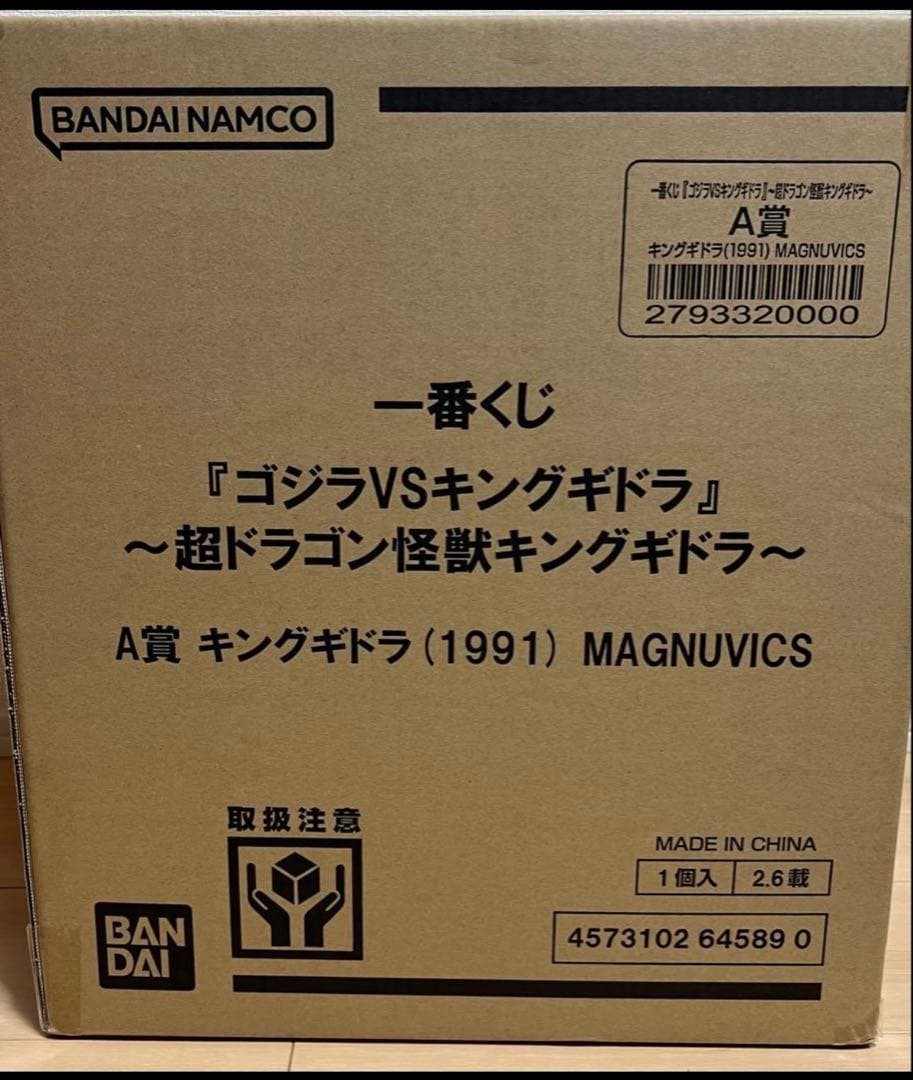 BANDAI NAMCO
一番くじ『ゴジラVSキングギドラ』~超ドラゴン怪獣キングギドラ~
A賞
キングギドラ(1991) MAGNUVICS
2793320000
一番くじ
『ゴジラVSキングギドラ』
~超ドラゴン怪獣キングギドラ~
A賞 キングギドラ(1991) MAGNUVICS
取扱注意
MADE IN CHINA
1個入 2.6載
4573102 64589 0
BAN
DAI